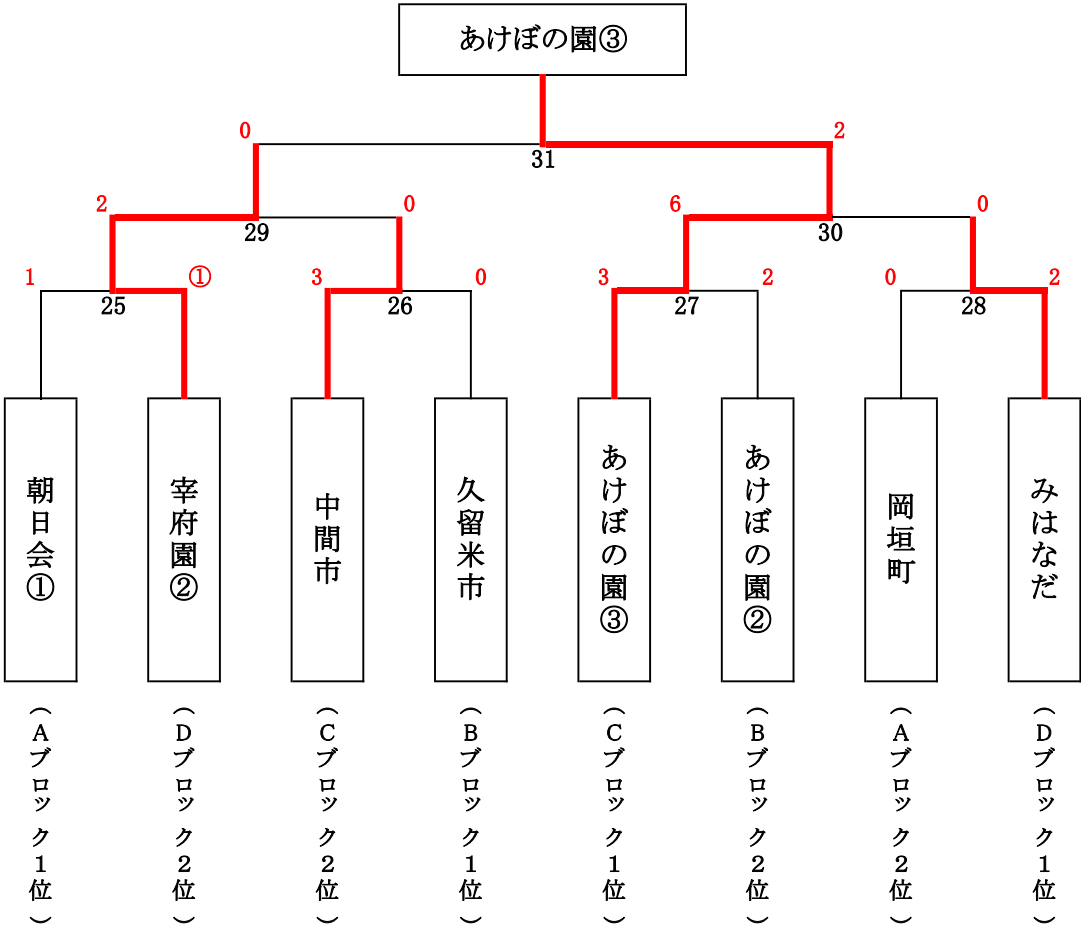 あけぼの園③
0
2
31
2
0
6
0
29
30
1
①
3
0
3
2
0
2
25
26
27
28
朝日会①
宰府園②
中間市
久留米市
あけぼの園③
あけぼの園②
岡垣町
みはなだ
（Aブロック1位）
（Dブロック2位）
（Cブロック2位）
（Bブロック1位）
（Cブロック1位）
（Bブロック2位）
（Aブロック2位）
（Dブロック1位）